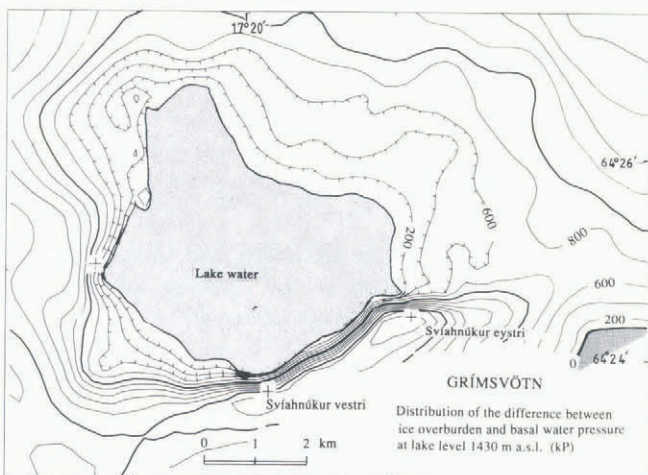 17°20'
64°26'
600
200
800
Lake water
600
200
Svíahnúkur eystri
0
64°24'
GRÍMSVÖTN
Svíahnúkur vestri
Distribution of the difference between
ice overburden and basal water pressure
at lake level 1430 m a.s.l. (kP)
0 1 2 km